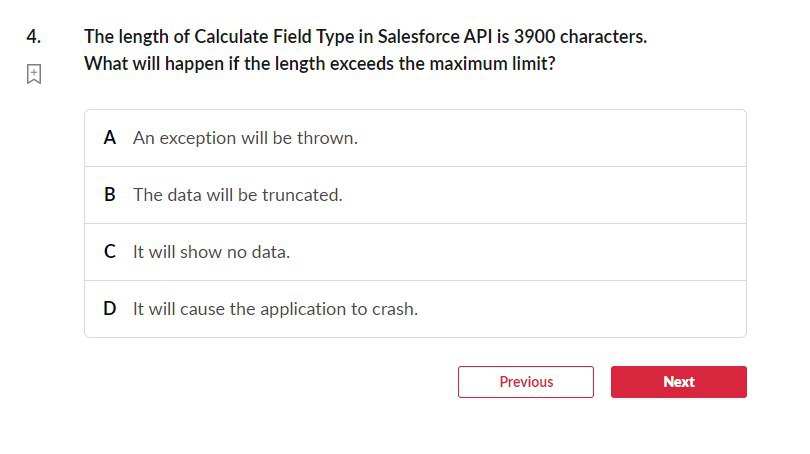 4.
The length of Calculate Field Type in Salesforce API is 3900 characters.
What will happen if the length exceeds the maximum limit?
A An exception will be thrown.
B The data will be truncated.
C It will show no data.
D It will cause the application to crash.
Previous
Next